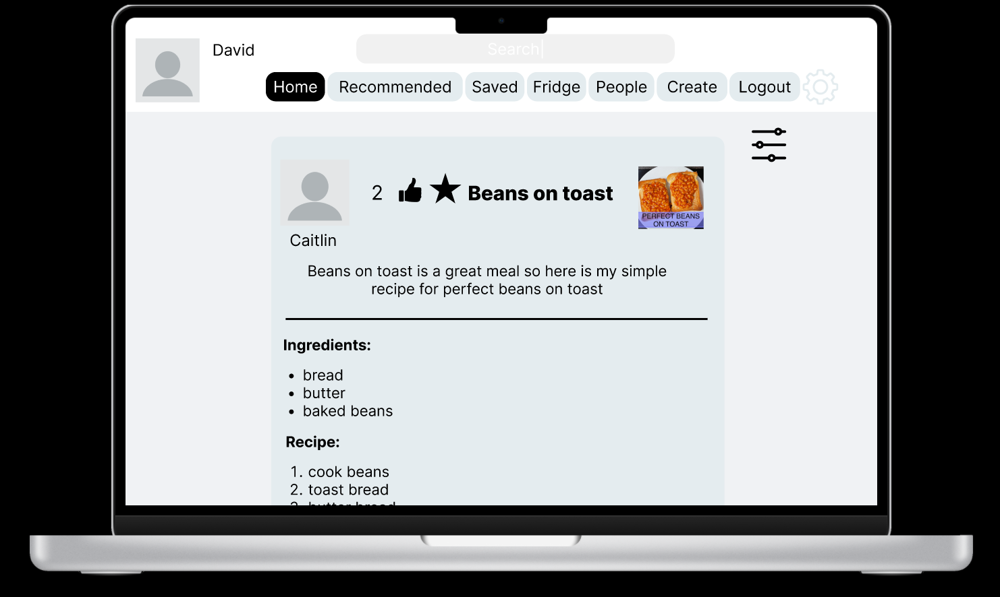 David
Search
Home Recommended Saved Fridge People Create Logout
2 Beans on toast
PERFECT BEANS
ON TOAST
Caitlin
Beans on toast is a great meal so here is my simple
recipe for perfect beans on toast
Ingredients:
• bread
• butter
• baked beans
Recipe:
1. cook beans
2. toast bread
3. butter bread